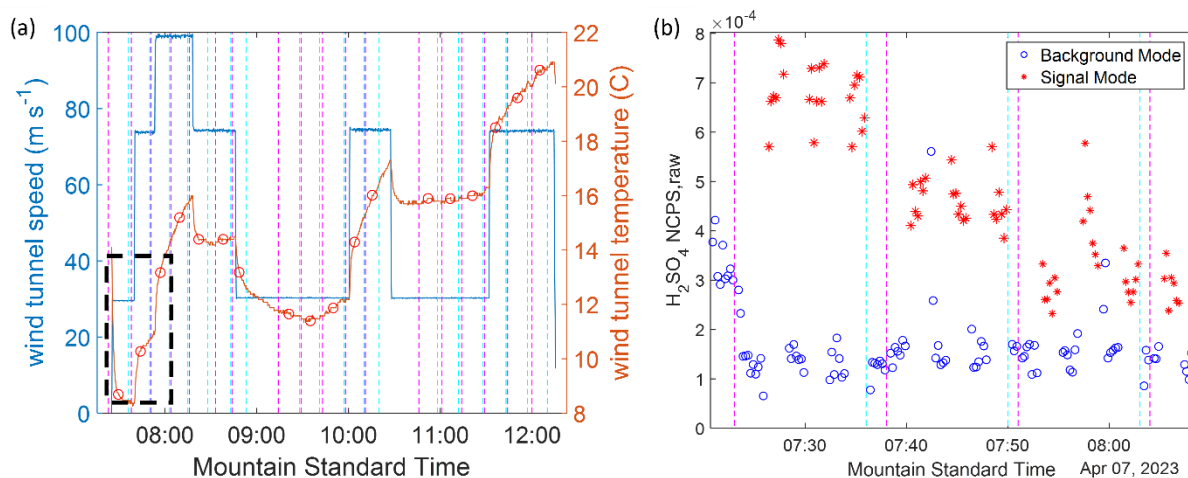 (a)
wind tunnel speed (m s⁻¹)
100
80
60
40
20
0
22
20
18
16
14
12
10
8
wind tunnel temperature (C)
08:00 09:00 10:00 11:00 12:00
Mountain Standard Time
(b)
×10⁻⁴
H₂SO₄ NCPS,raw
8
7
6
5
4
3
2
1
0
Background Mode
Signal Mode
07:30 07:40 07:50 08:00
Mountain Standard Time Apr 07, 2023